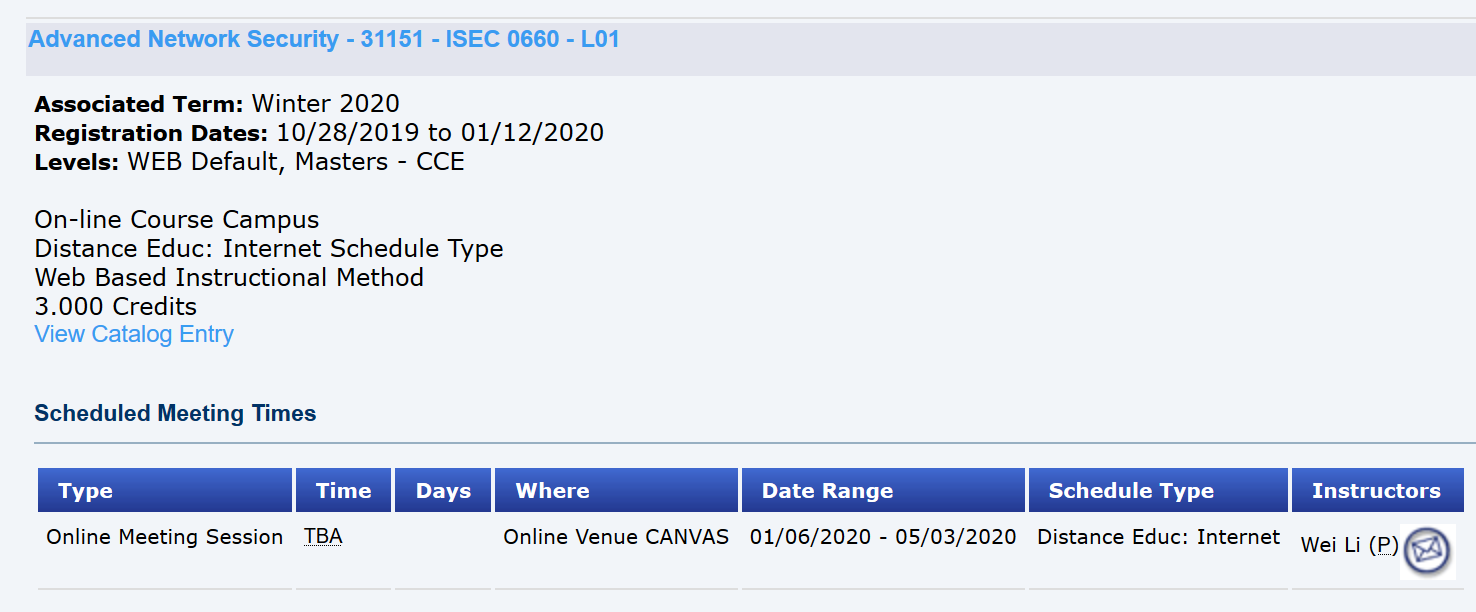 Advanced Network Security - 31151 - ISEC 0660 - L01
Associated Term: Winter 2020
Registration Dates: 10/28/2019 to 01/12/2020
Levels: WEB Default, Masters - CCE
On-line Course Campus
Distance Educ: Internet Schedule Type
Web Based Instructional Method
3.000 Credits
View Catalog Entry
Scheduled Meeting Times
Type Time Days Where Date Range Schedule Type Instructors
Online Meeting Session TBA Online Venue CANVAS 01/06/2020 - 05/03/2020 Distance Educ: Internet Wei Li (P)